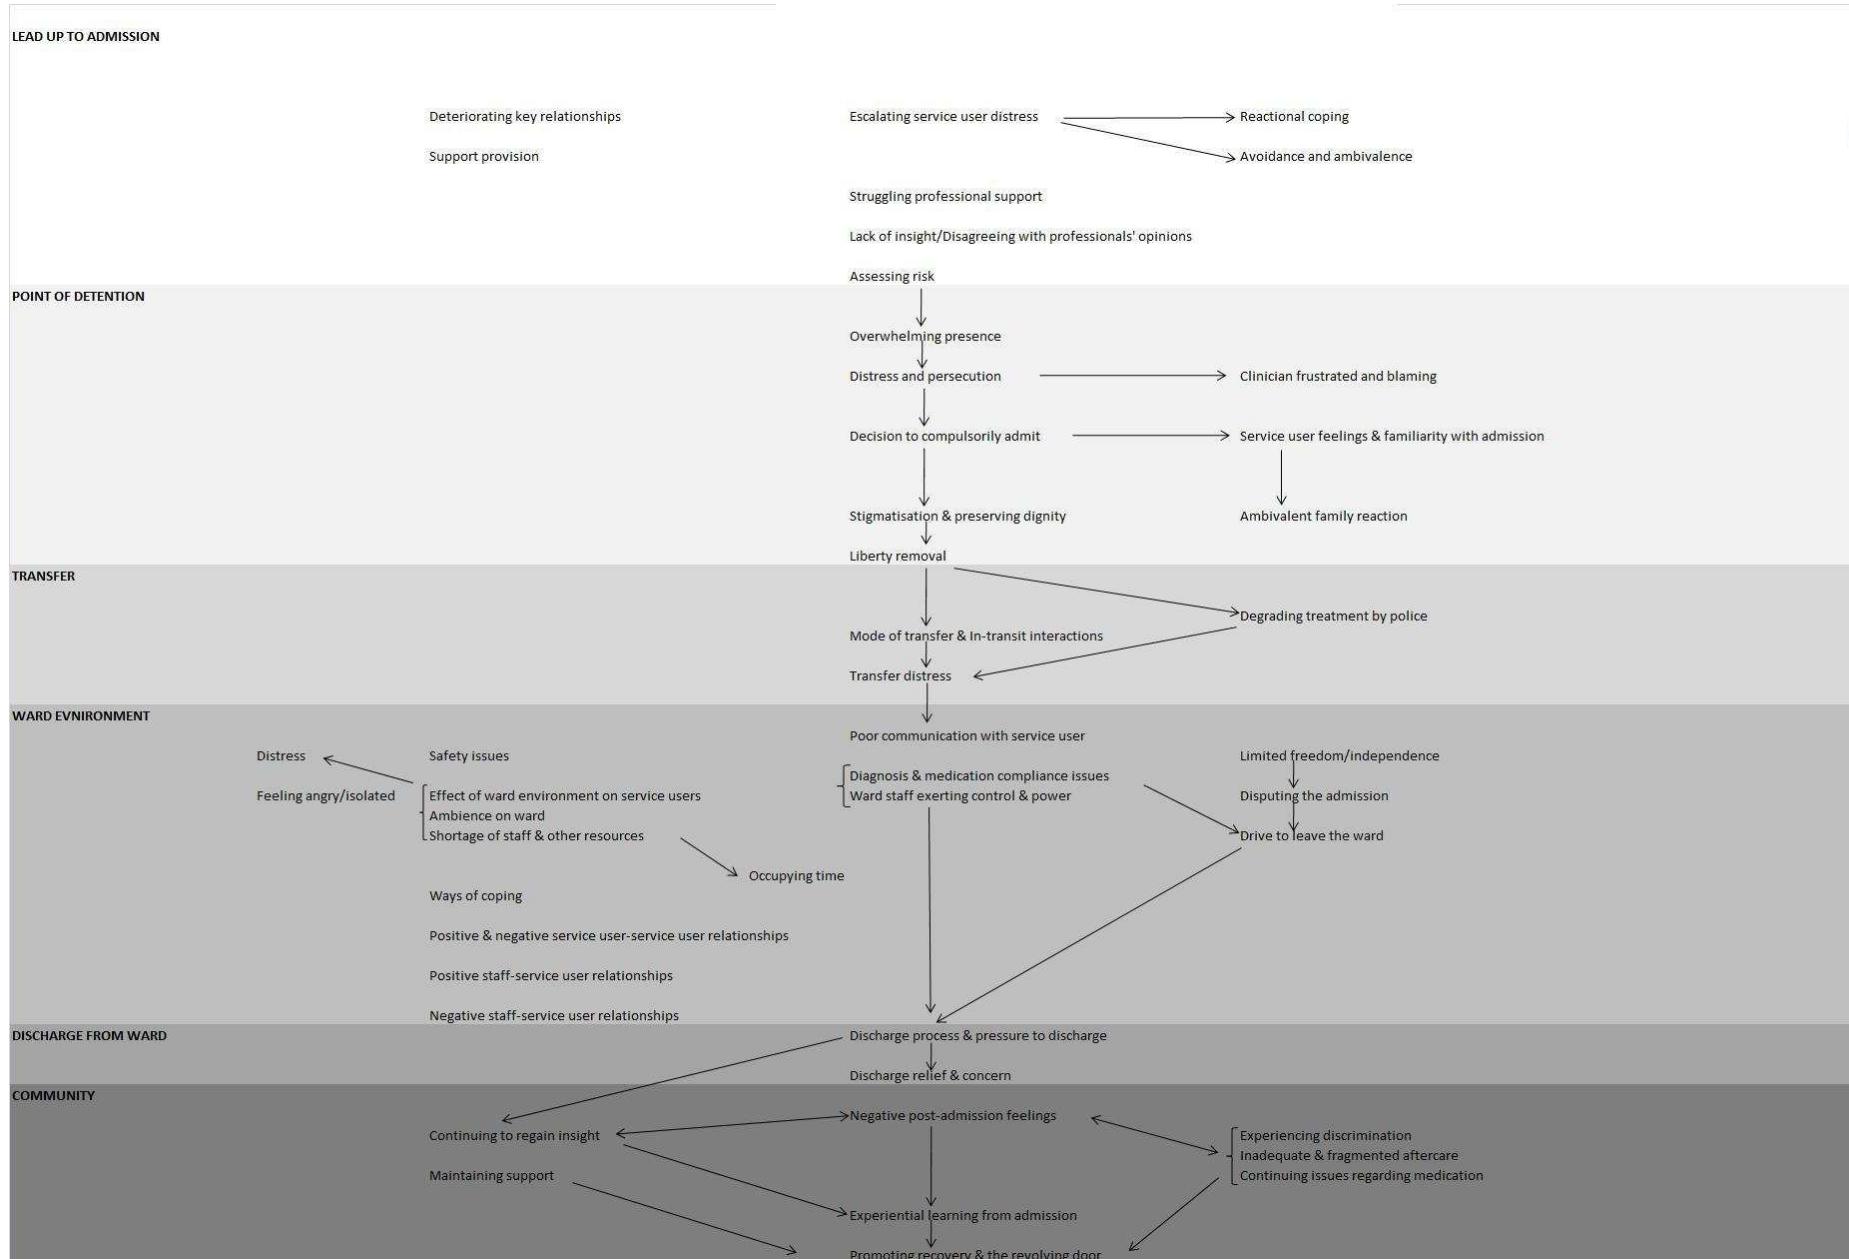 LEAD UP TO ADMISSION
Deteriorating key relationships
Escalating service user distress
Reactional coping
Support provision
Avoidance and ambivalence
Struggling professional support
Lack of insight/Disagreeing with professionals' opinions
Assessing risk
POINT OF DETENTION
Overwhelming presence
Distress and persecution
Clinician frustrated and blaming
Decision to compulsorily admit
Service user feelings & familiarity with admission
Stigmatisation & preserving dignity
Ambivalent family reaction
Liberty removal
TRANSFER
Degrading treatment by police
Mode of transfer & In-transit interactions
Transfer distress
WARD EVNIRONMENT
Poor communication with service user
Distress
Safety issues
Limited freedom/independence
Diagnosis & medication compliance issues
Feeling angry/isolated
Effect of ward environment on service users
Ward staff exerting control & power
Disputing the admission
Ambience on ward
Shortage of staff & other resources
Drive to leave the ward
Occupying time
Ways of coping
Positive & negative service user-service user relationships
Positive staff-service user relationships
Negative staff-service user relationships
DISCHARGE FROM WARD
Discharge process & pressure to discharge
Discharge relief & concern
COMMUNITY
Negative post-admission feelings
Continuing to regain insight
Experiencing discrimination
Inadequate & fragmented aftercare
Maintaining support
Continuing issues regarding medication
Experiential learning from admission
Promoting recovery & the revolving door